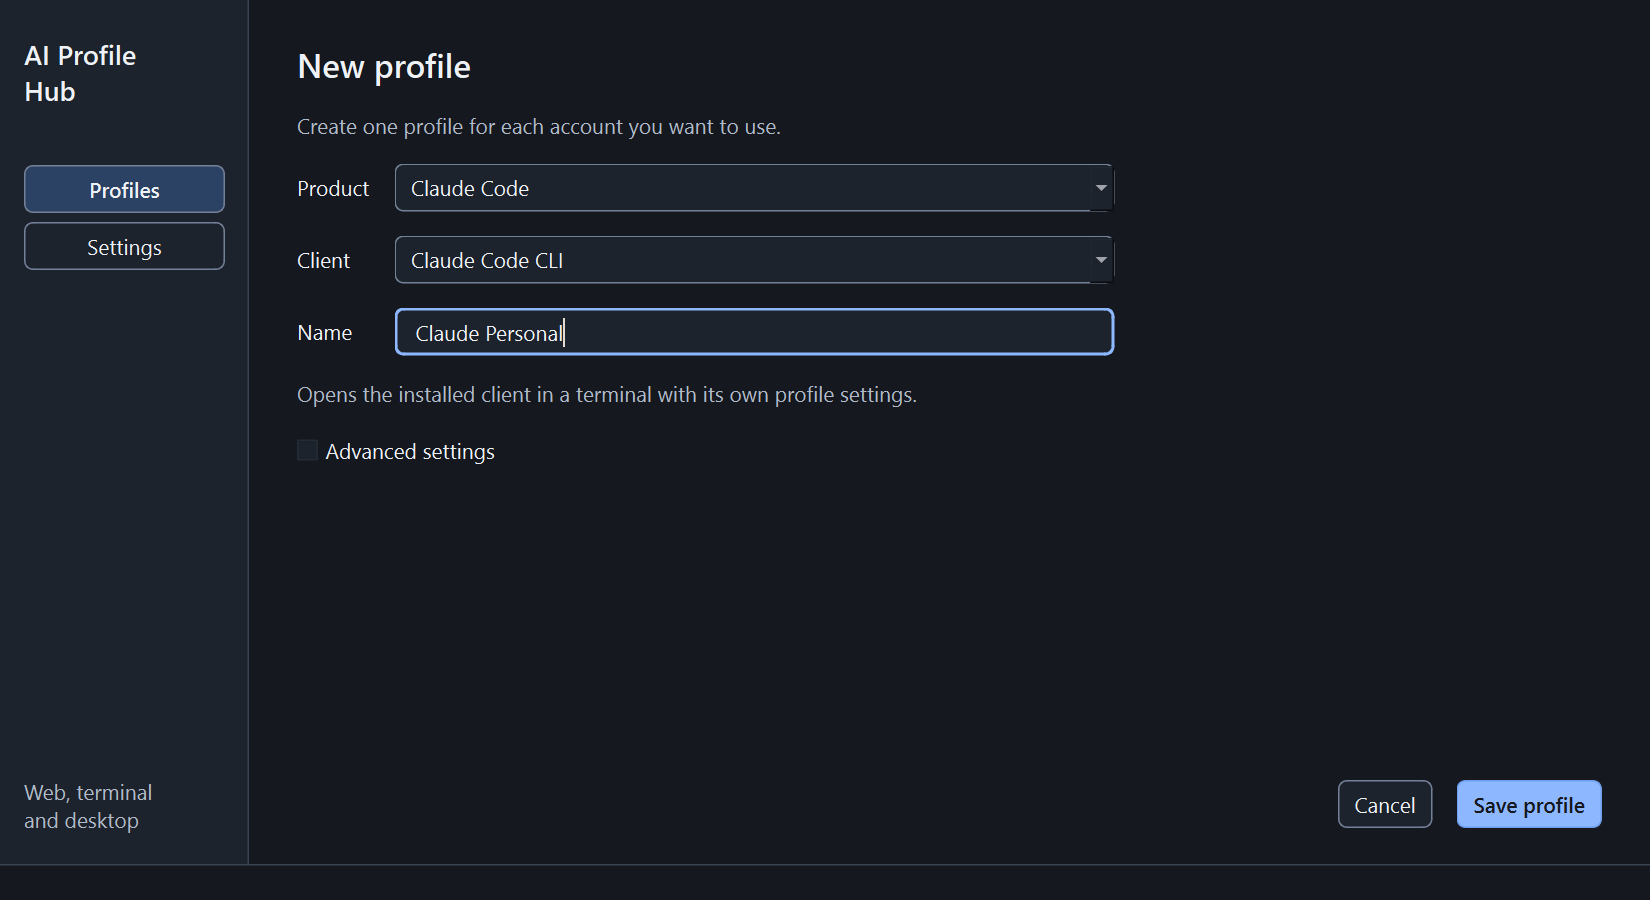 AI Profile
Hub
Profiles
Settings
Web, terminal
and desktop
New profile
Create one profile for each account you want to use.
Product
Claude Code
Client
Claude Code CLI
Name
Claude Personal
Opens the installed client in a terminal with its own profile settings.
Advanced settings
Cancel
Save profile